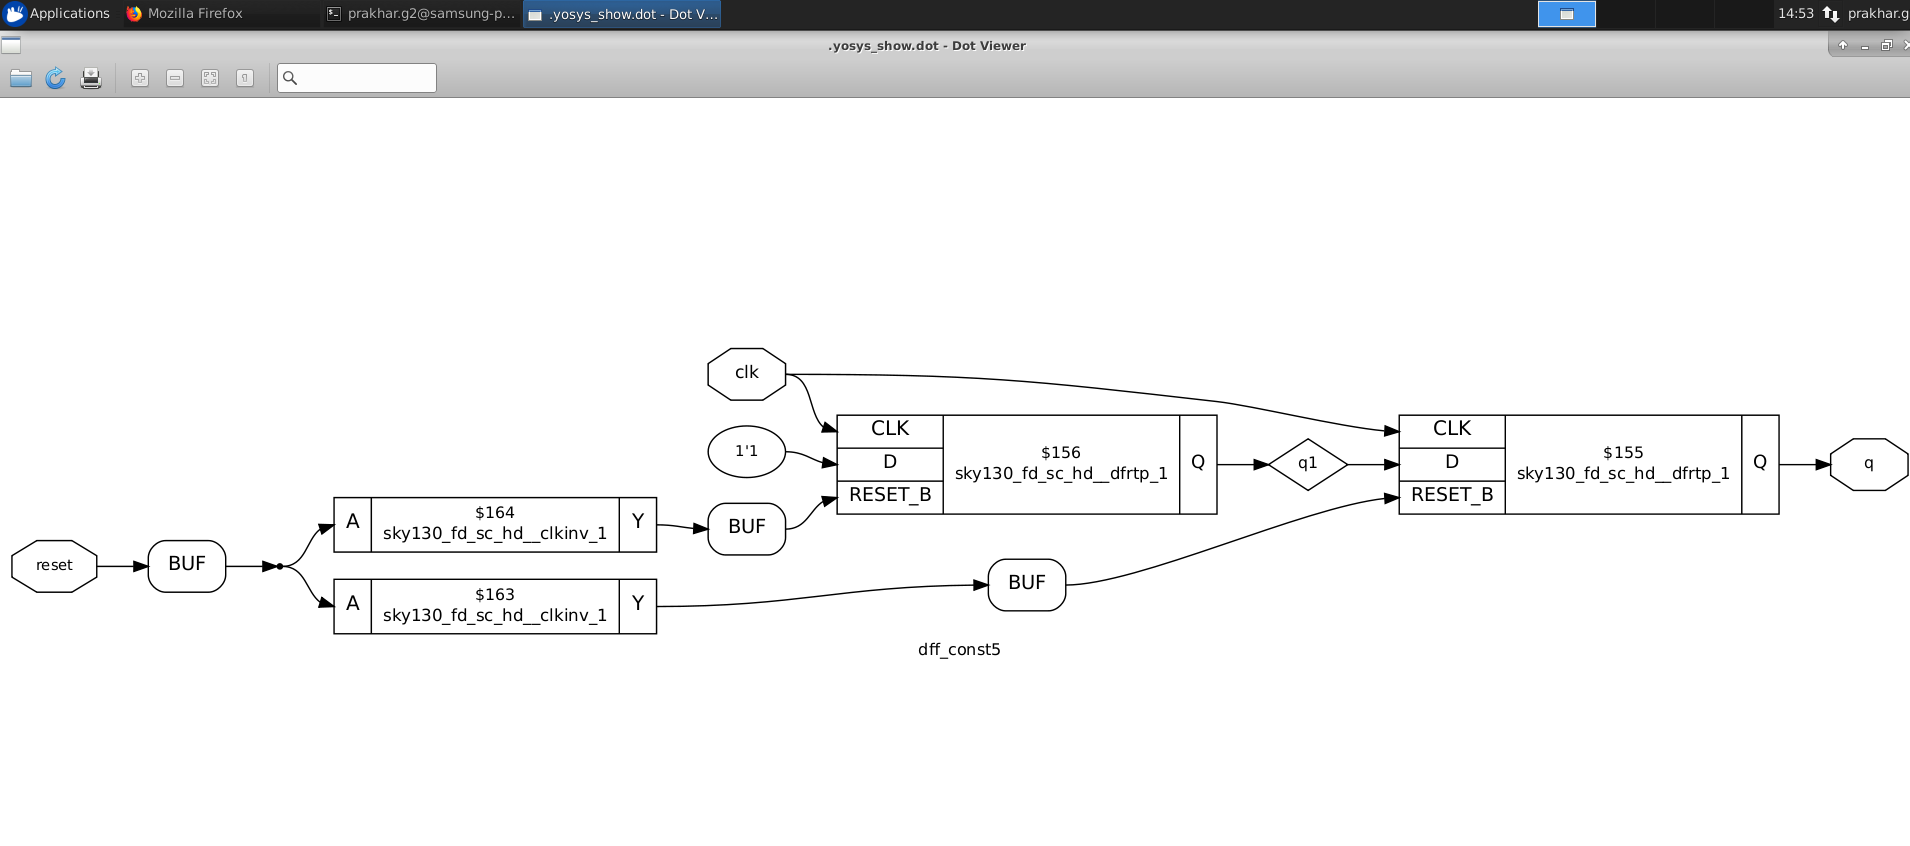 Applications Mozilla Firefox prakhar.g2@samsung-p... .yosys_show.dot - Dot V... 14:53 prakhar.g
.yosys_show.dot - Dot Viewer
clk
CLK
D
RESET_B
$156
sky130_fd_sc_hd__dfrtp_1
Q
1'1
q1
CLK
D
RESET_B
$155
sky130_fd_sc_hd__dfrtp_1
Q
q
reset
BUF
A
$164
sky130_fd_sc_hd__clkinv_1
Y
BUF
A
$163
sky130_fd_sc_hd__clkinv_1
Y
BUF
dff_const5